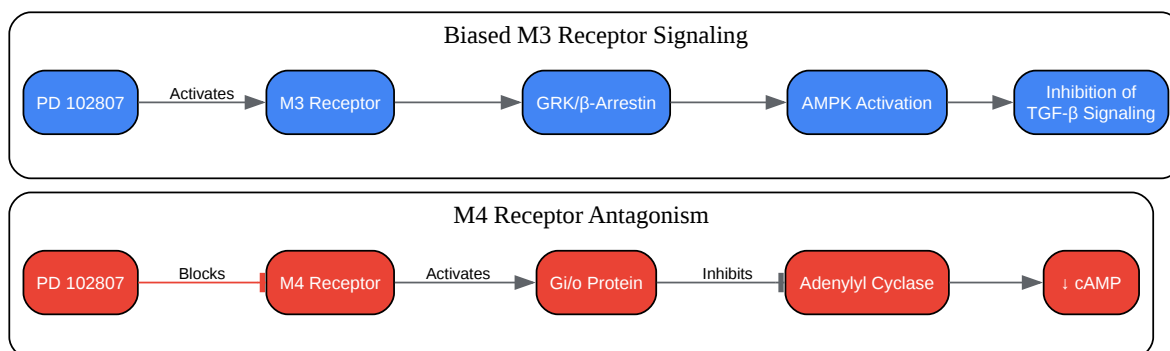 Biased M3 Receptor Signaling
PD 102807
Activates
M3 Receptor
GRK/β-Arrestin
AMPK Activation
Inhibition of
TGF-β Signaling
M4 Receptor Antagonism
PD 102807
Blocks
M4 Receptor
Activates
Gi/o Protein
Inhibits
Adenylyl Cyclase
↓ cAMP